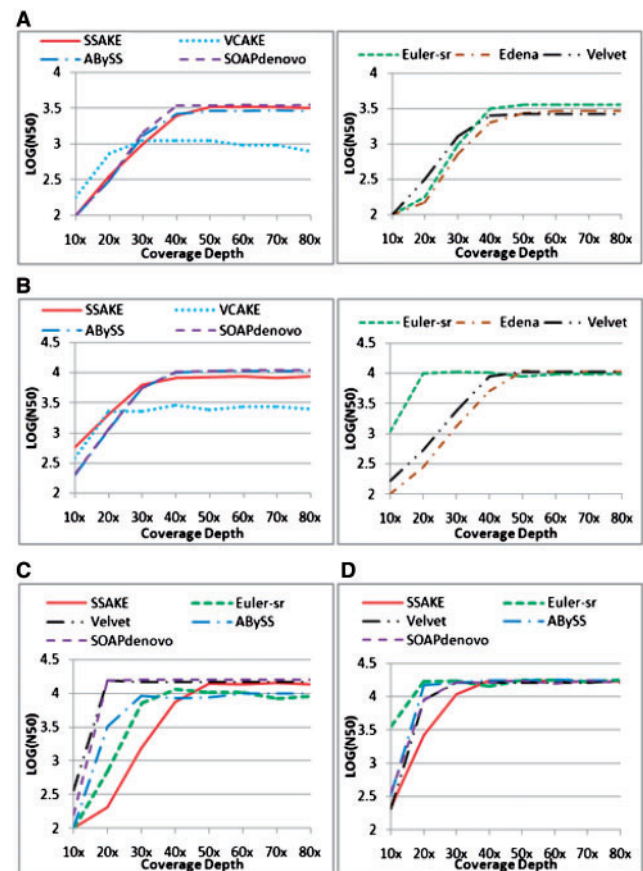 A
SSAKE VCAKE
ABySS SOAPdenovo
LOG(N50)
4
3.5
3
2.5
2
10x 20x 30x 40x 50x 60x 70x 80x
Coverage Depth
Euler-sr Edena Velvet
LOG(N50)
4
3.5
3
2.5
2
10x 20x 30x 40x 50x 60x 70x 80x
Coverage Depth
B
SSAKE VCAKE
ABySS SOAPdenovo
LOG(N50)
4.5
4
3.5
3
2.5
2
10x 20x 30x 40x 50x 60x 70x 80x
Coverage Depth
Euler-sr Edena Velvet
LOG(N50)
4.5
4
3.5
3
2.5
2
10x 20x 30x 40x 50x 60x 70x 80x
Coverage Depth
C
SSAKE Euler-sr
Velvet ABySS
SOAPdenovo
LOG(N50)
4.5
4
3.5
3
2.5
2
10x 20x 30x 40x 50x 60x 70x 80x
Coverage Depth
D
SSAKE Euler-sr
Velvet ABySS
SOAPdenovo
LOG(N50)
4.5
4
3.5
3
2.5
2
10x 20x 30x 40x 50x 60x 70x 80x
Coverage Depth